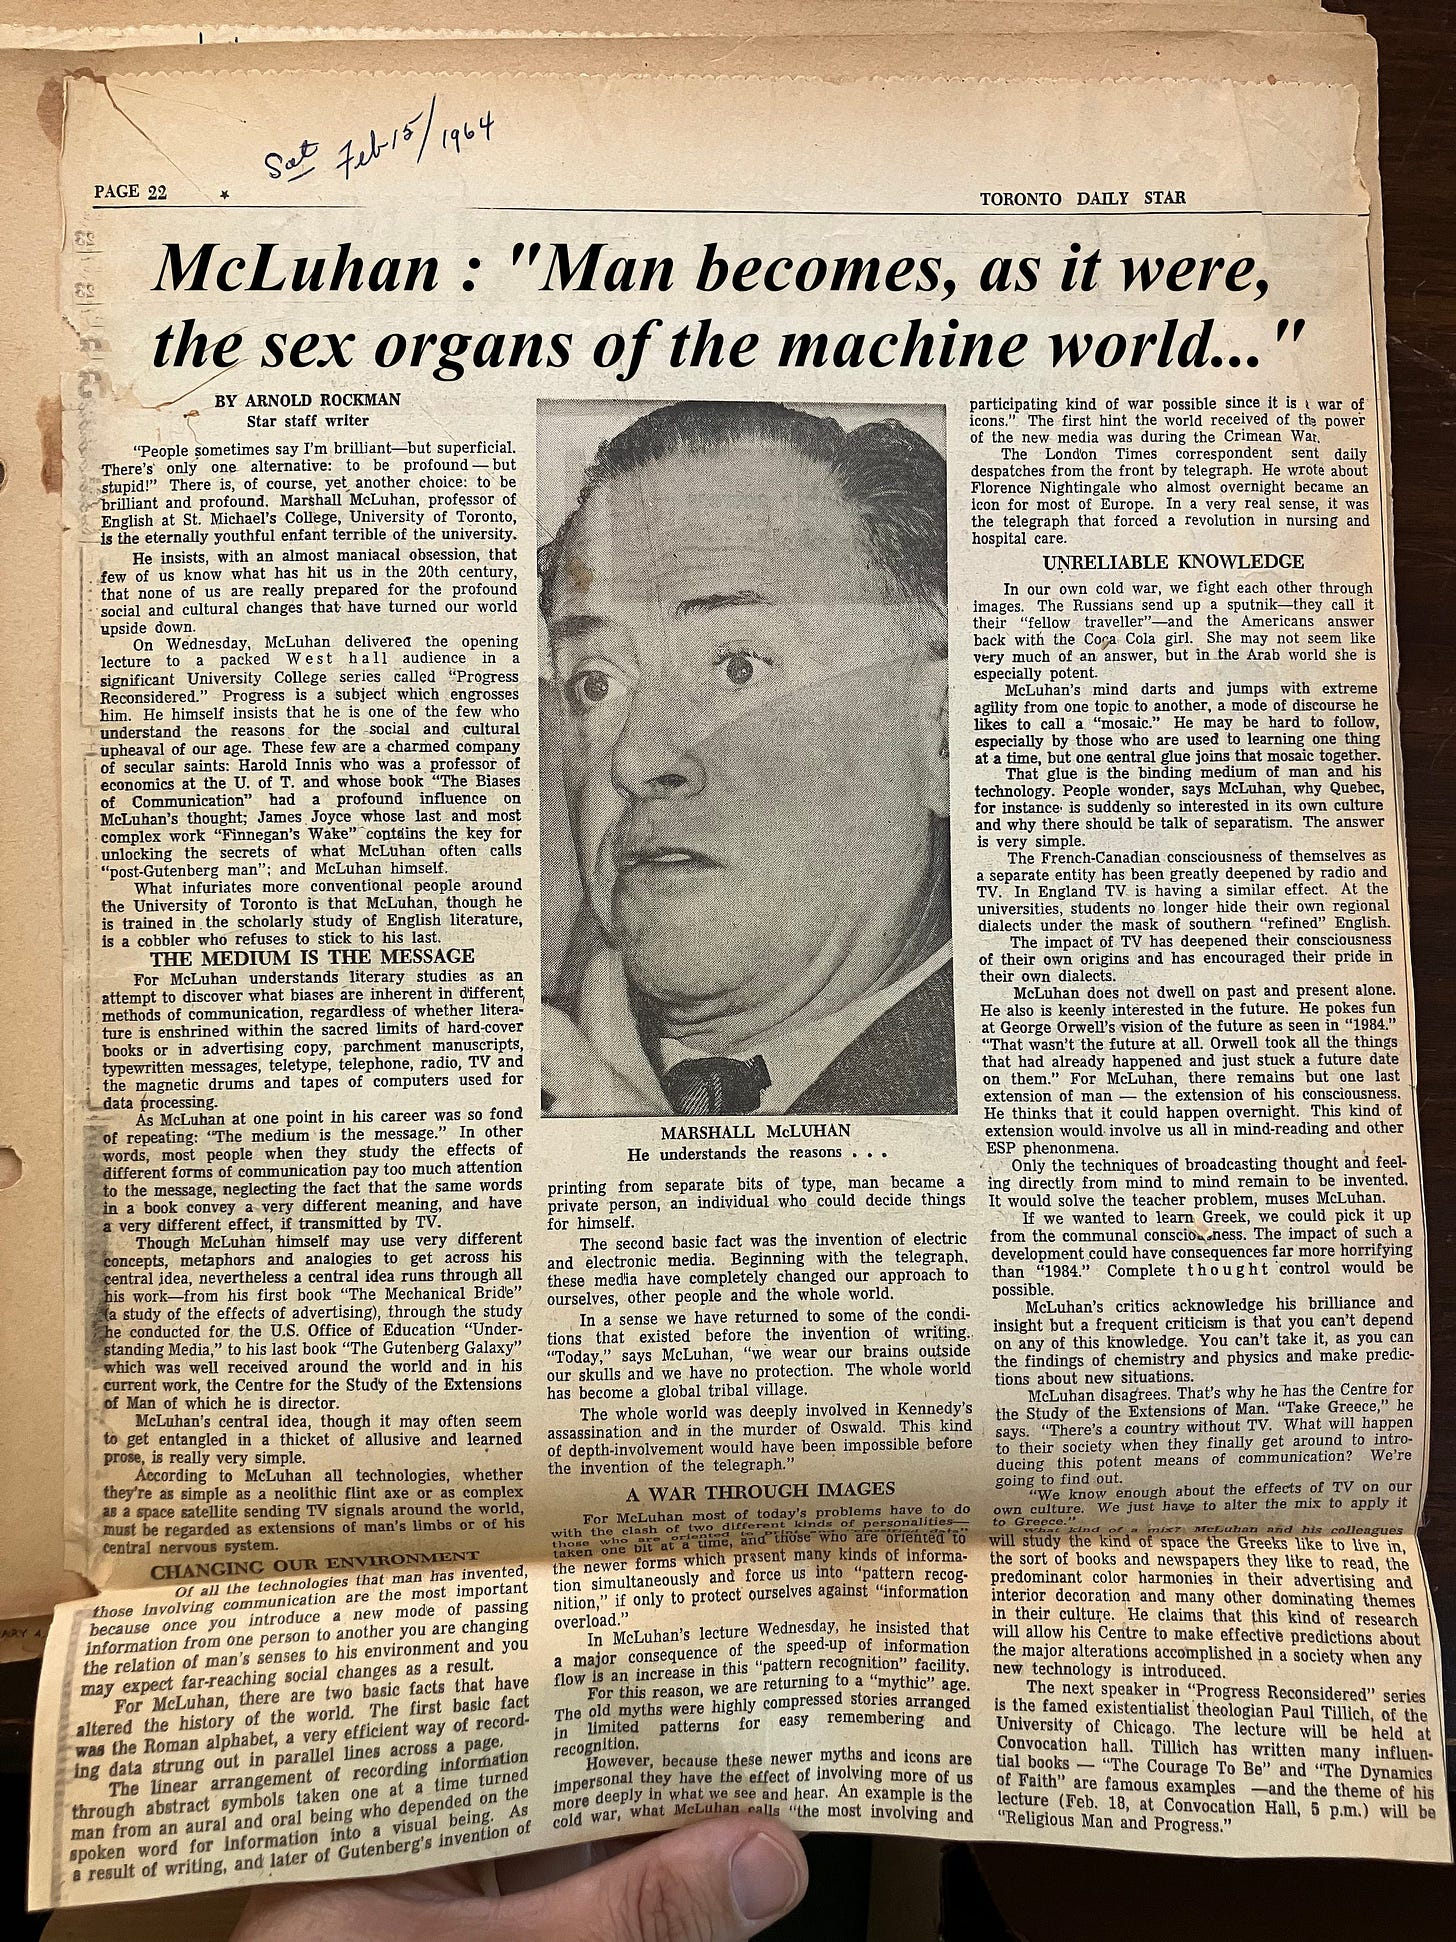 Sat Feb 15/1964
PAGE 22 ★ TORONTO DAILY STAR
McLuhan : "Man becomes, as it were,
the sex organs of the machine world..."
BY ARNOLD ROCKMAN
Star staff writer
"People sometimes say I'm brilliant—but superficial.
There's only one alternative: to be profound — but
stupid!" There is, of course, yet another choice: to be
brilliant and profound. Marshall McLuhan, professor of
English at St. Michael's College, University of Toronto,
is the eternally youthful enfant terrible of the university.
He insists, with an almost maniacal obsession, that
few of us know what has hit us in the 20th century,
that none of us are really prepared for the profound
social and cultural changes that have turned our world
upside down.
On Wednesday, McLuhan delivered the opening
lecture to a packed West hall audience in a
significant University College series called "Progress
Reconsidered." Progress is a subject which engrosses
him. He himself insists that he is one of the few who
understand the reasons for the social and cultural
upheaval of our age. These few are a charmed company
of secular saints: Harold Innis who was a professor of
economics at the U. of T. and whose book "The Biases
of Communication" had a profound influence on
McLuhan's thought; James Joyce whose last and most
complex work "Finnegan's Wake" contains the key for
unlocking the secrets of what McLuhan often calls
"post-Gutenberg man"; and McLuhan himself.
What infuriates more conventional people around
the University of Toronto is that McLuhan, though he
is trained in the scholarly study of English literature,
is a cobbler who refuses to stick to his last.
THE MEDIUM IS THE MESSAGE
For McLuhan understands literary studies as an
attempt to discover what biases are inherent in different
methods of communication, regardless of whether litera-
ture is enshrined within the sacred limits of hard-cover
books or in advertising copy, parchment manuscripts,
typewritten messages, teletype, telephone, radio, TV and
the magnetic drums and tapes of computers used for
data processing.
As McLuhan at one point in his career was so fond
of repeating: "The medium is the message." In other
words, most people when they study the effects of
different forms of communication pay too much attention
to the message, neglecting the fact that the same words
in a book convey a very different meaning, and have
a very different effect, if transmitted by TV.
Though McLuhan himself may use very different
concepts, metaphors and analogies to get across his
central idea, nevertheless a central idea runs through all
his work—from his first book "The Mechanical Bride"
(a study of the effects of advertising), through the study
he conducted for the U.S. Office of Education "Under-
standing Media," to his last book "The Gutenberg Galaxy"
which was well received around the world and in his
current work, the Centre for the Study of the Extensions
of Man of which he is director.
McLuhan's central idea, though it may often seem
to get entangled in a thicket of allusive and learned
prose, is really very simple.
According to McLuhan all technologies, whether
they're as simple as a neolithic flint axe or as complex
as a space satellite sending TV signals around the world,
must be regarded as extensions of man's limbs or of his
central nervous system.
CHANGING OUR ENVIRONMENT
Of all the technologies that man has invented,
those involving communication are the most important
because once you introduce a new mode of passing
information from one person to another you are changing
the relation of man's senses to his environment and you
may expect far-reaching social changes as a result.
For McLuhan, there are two basic facts that have
altered the history of the world. The first basic fact
was the Roman alphabet, a very efficient way of record-
ing data strung out in parallel lines across a page.
The linear arrangement of recording information
through abstract symbols taken one at a time turned
man from an aural and oral being who depended on the
spoken word for information into a visual being. As
a result of writing, and later of Gutenberg's invention of
MARSHALL McLUHAN
He understands the reasons . . .
printing from separate bits of type, man became a
private person, an individual who could decide things
for himself.
The second basic fact was the invention of electric
and electronic media. Beginning with the telegraph,
these media have completely changed our approach to
ourselves, other people and the whole world.
In a sense we have returned to some of the condi-
tions that existed before the invention of writing.
"Today," says McLuhan, "we wear our brains outside
our skulls and we have no protection. The whole world
has become a global tribal village.
The whole world was deeply involved in Kennedy's
assassination and in the murder of Oswald. This kind
of depth-involvement would have been impossible before
the invention of the telegraph."
A WAR THROUGH IMAGES
For McLuhan most of today's problems have to do
with the clash of two different kinds of personalities—
those who are oriented to print "classified data"
taken one bit at a time, and those who are oriented to
the newer forms which present many kinds of informa-
tion simultaneously and force us into "pattern recog-
nition," if only to protect ourselves against "information
overload."
In McLuhan's lecture Wednesday, he insisted that
a major consequence of the speed-up of information
flow is an increase in this "pattern recognition" facility.
For this reason, we are returning to a "mythic" age.
The old myths were highly compressed stories arranged
in limited patterns for easy remembering and
recognition.
However, because these newer myths and icons are
impersonal they have the effect of involving more of us
more deeply in what we see and hear. An example is the
cold war, what McLuhan calls "the most involving and
participating kind of war possible since it is a war of
icons." The first hint the world received of the power
of the new media was during the Crimean War.
The London Times correspondent sent daily
despatches from the front by telegraph. He wrote about
Florence Nightingale who almost overnight became an
icon for most of Europe. In a very real sense, it was
the telegraph that forced a revolution in nursing and
hospital care.
UNRELIABLE KNOWLEDGE
In our own cold war, we fight each other through
images. The Russians send up a sputnik—they call it
their "fellow traveller"—and the Americans answer
back with the Coca Cola girl. She may not seem like
very much of an answer, but in the Arab world she is
especially potent.
McLuhan's mind darts and jumps with extreme
agility from one topic to another, a mode of discourse he
likes to call a "mosaic." He may be hard to follow,
especially by those who are used to learning one thing
at a time, but one central glue joins that mosaic together.
That glue is the binding medium of man and his
technology. People wonder, says McLuhan, why Quebec,
for instance is suddenly so interested in its own culture
and why there should be talk of separatism. The answer
is very simple.
The French-Canadian consciousness of themselves as
a separate entity has been greatly deepened by radio and
TV. In England TV is having a similar effect. At the
universities, students no longer hide their own regional
dialects under the mask of southern "refined" English.
The impact of TV has deepened their consciousness
of their own origins and has encouraged their pride in
their own dialects.
McLuhan does not dwell on past and present alone.
He also is keenly interested in the future. He pokes fun
at George Orwell's vision of the future as seen in "1984."
"That wasn't the future at all. Orwell took all the things
that had already happened and just stuck a future date
on them." For McLuhan, there remains but one last
extension of man — the extension of his consciousness.
He thinks that it could happen overnight. This kind of
extension would involve us all in mind-reading and other
ESP phenonmena.
Only the techniques of broadcasting thought and feel-
ing directly from mind to mind remain to be invented.
It would solve the teacher problem, muses McLuhan.
If we wanted to learn Greek, we could pick it up
from the communal consciousness. The impact of such a
development could have consequences far more horrifying
than "1984." Complete thought control would be
possible.
McLuhan's critics acknowledge his brilliance and
insight but a frequent criticism is that you can't depend
on any of this knowledge. You can't take it, as you can
the findings of chemistry and physics and make predic-
tions about new situations.
McLuhan disagrees. That's why he has the Centre for
the Study of the Extensions of Man. "Take Greece," he
says. "There's a country without TV. What will happen
to their society when they finally get around to intro-
ducing this potent means of communication? We're
going to find out.
"We know enough about the effects of TV on our
own culture. We just have to alter the mix to apply it
to Greece."
What kind of a mix? McLuhan and his colleagues
will study the kind of space the Greeks like to live in,
the sort of books and newspapers they like to read, the
predominant color harmonies in their advertising and
interior decoration and many other dominating themes
in their culture. He claims that this kind of research
will allow his Centre to make effective predictions about
the major alterations accomplished in a society when any
new technology is introduced.
The next speaker in "Progress Reconsidered" series
is the famed existentialist theologian Paul Tillich, of the
University of Chicago. The lecture will be held at
Convocation hall. Tillich has written many influen-
tial books — "The Courage To Be" and "The Dynamics
of Faith" are famous examples —and the theme of his
lecture (Feb. 18, at Convocation Hall, 5 p.m.) will be
"Religious Man and Progress."